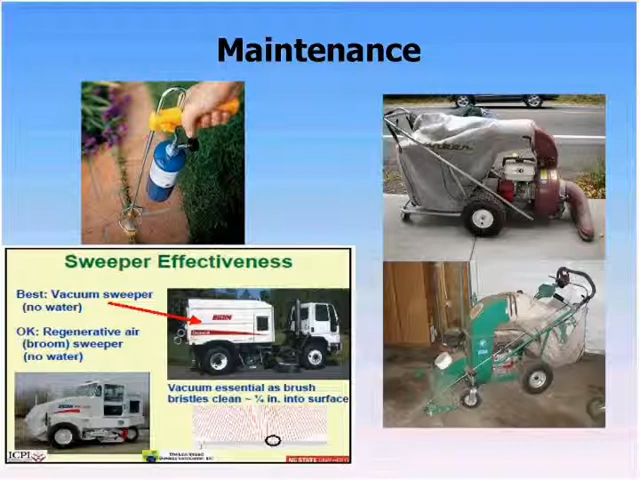 Maintenance
Sweeper Effectiveness
Best: Vacuum sweeper
(no water)
OK: Regenerative air
(broom) sweeper
(no water)
Vacuum essential as brush
bristles clean ~ ¼ in. into surface
ICPI
NC STATE UNIVERSITY